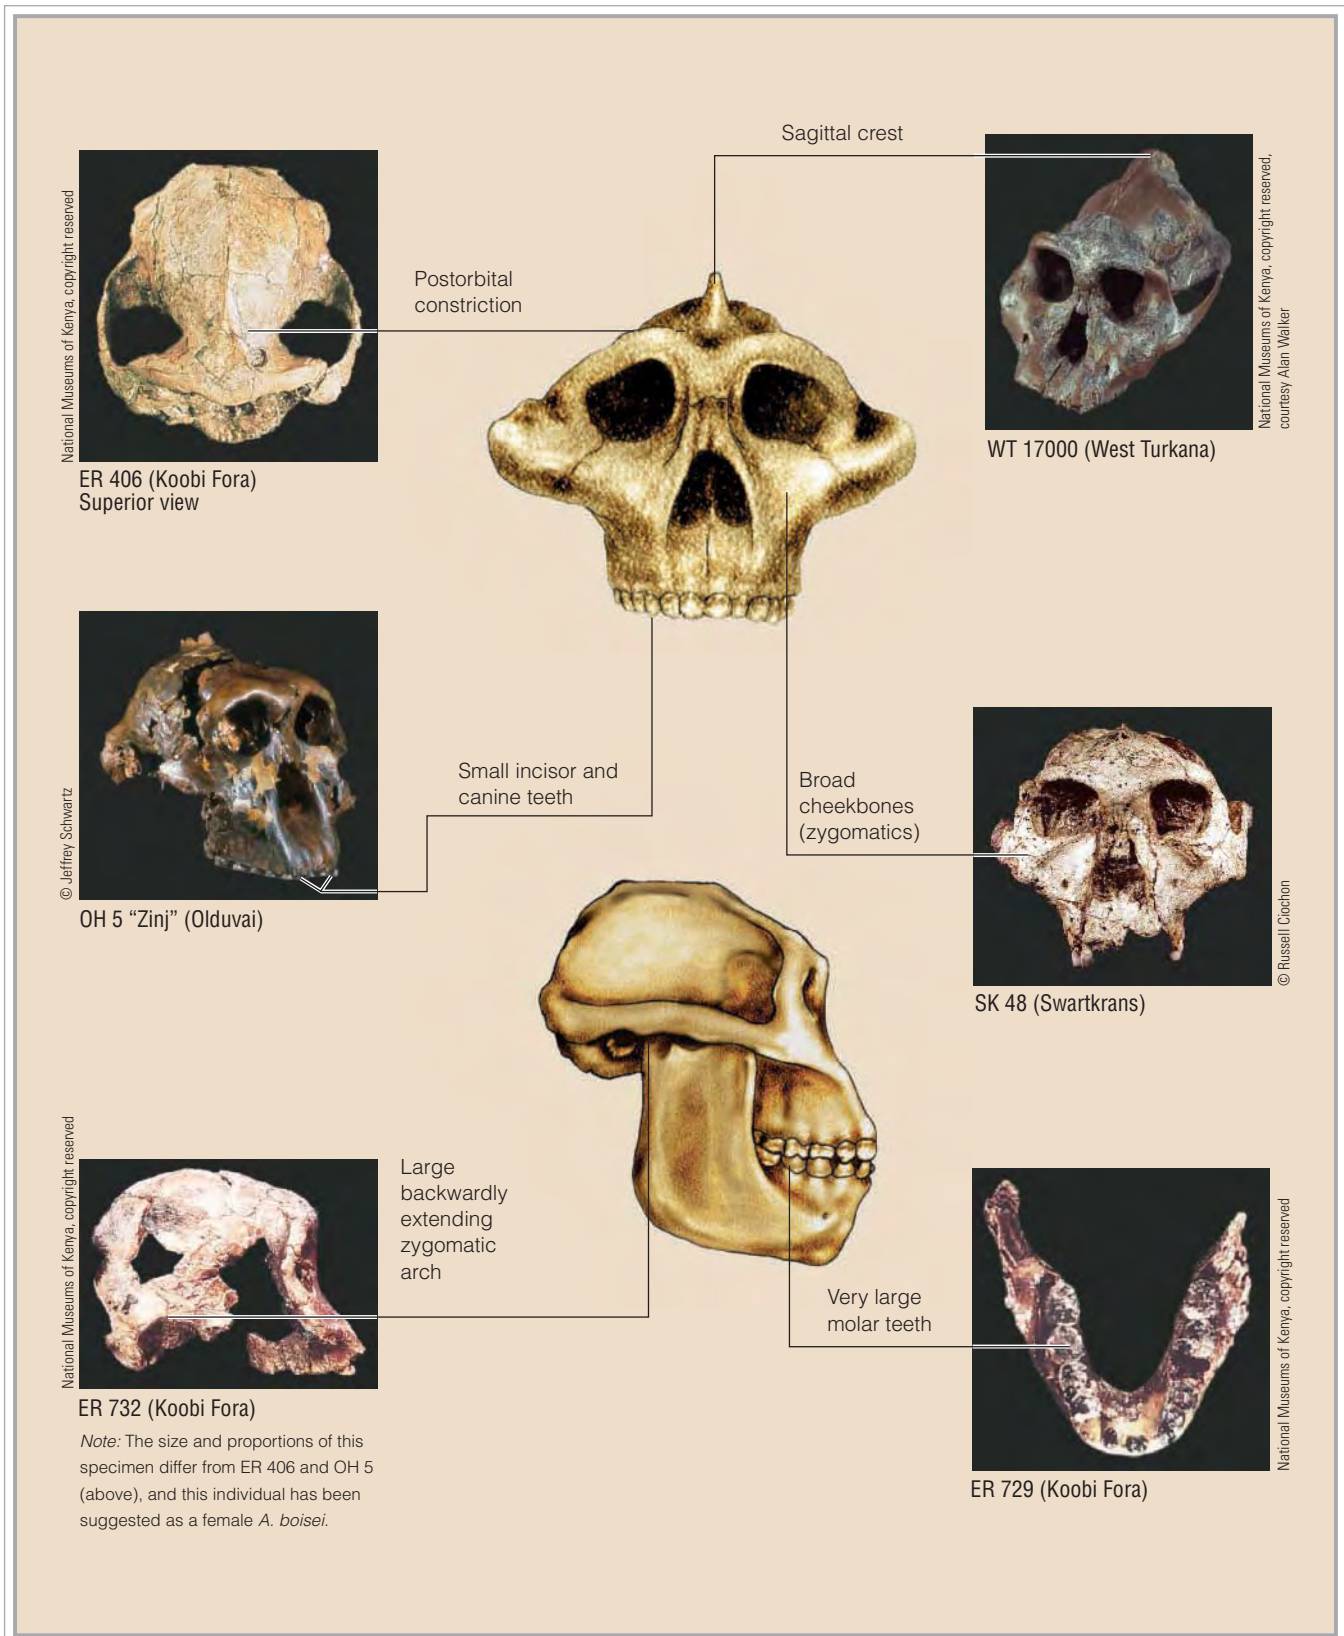 Sagittal crest
National Museums of Kenya, copyright reserved
Postorbital
constriction
National Museums of Kenya, copyright reserved,
courtesy Alan Walker
ER 406 (Koobi Fora)
Superior view
WT 17000 (West Turkana)
© Jeffrey Schwartz
Small incisor and
canine teeth
Broad
cheekbones
(zygomatics)
OH 5 “Zinj” (Olduvai)
© Russell Ciochon
SK 48 (Swartkrans)
National Museums of Kenya, copyright reserved
Large
backwardly
extending
zygomatic
arch
Very large
molar teeth
National Museums of Kenya, copyright reserved
ER 732 (Koobi Fora)
Note: The size and proportions of this
specimen differ from ER 406 and OH 5
(above), and this individual has been
suggested as a female A. boisei.
ER 729 (Koobi Fora)